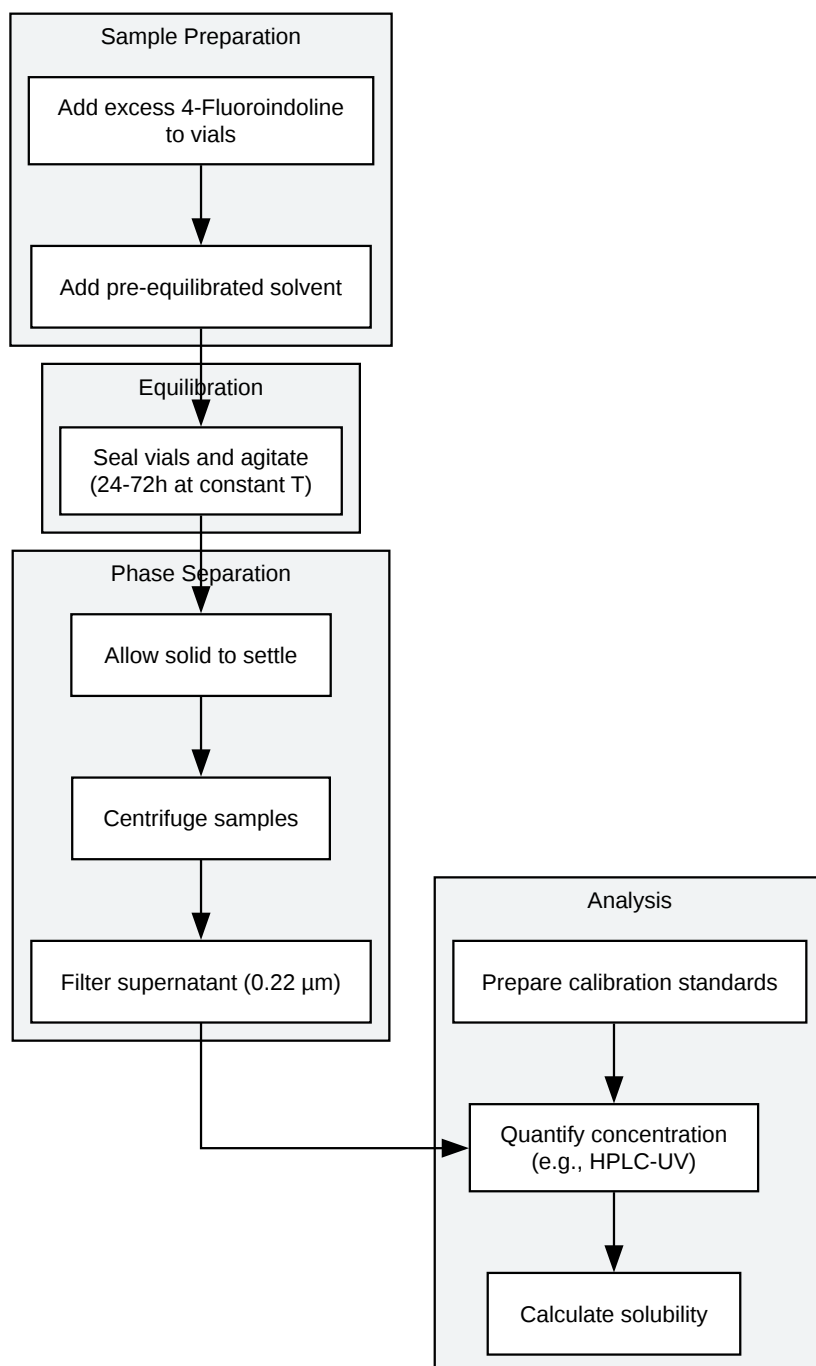 Sample Preparation
Add excess 4-Fluoroindoline
to vials
Add pre-equilibrated solvent
Equilibration
Seal vials and agitate
(24-72h at constant T)
Phase Separation
Allow solid to settle
Centrifuge samples
Filter supernatant (0.22 µm)
Analysis
Prepare calibration standards
Quantify concentration
(e.g., HPLC-UV)
Calculate solubility